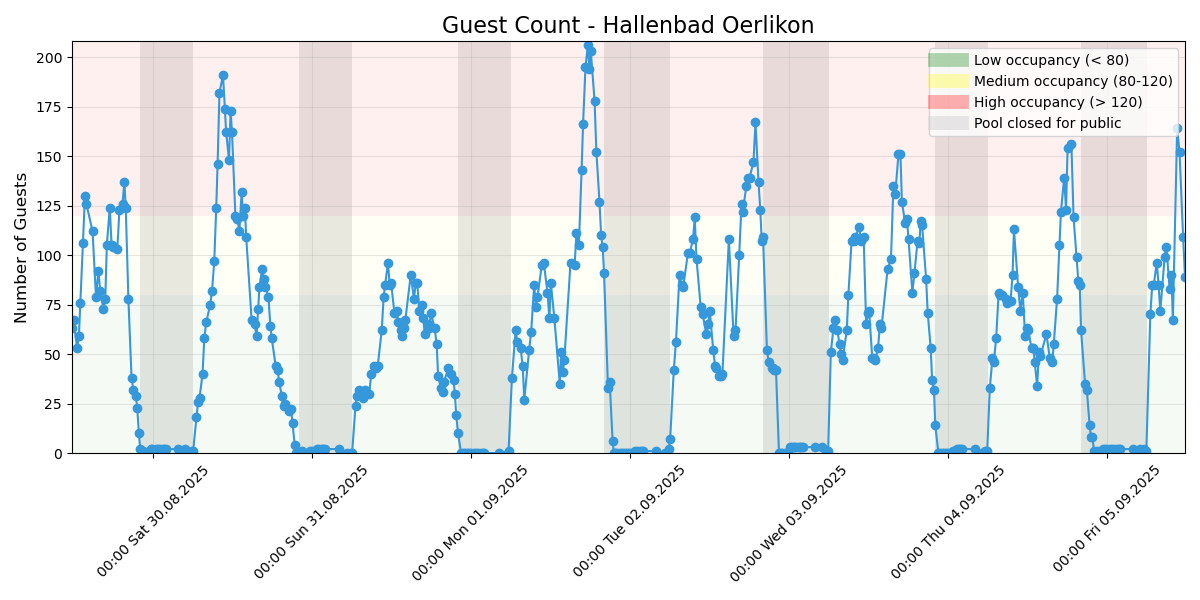 Guest Count - Hallenbad Oerlikon
Number of Guests
200
175
150
125
100
75
50
25
0
Low occupancy (< 80)
Medium occupancy (80-120)
High occupancy (> 120)
Pool closed for public
00:00 Sat 30.08.2025
00:00 Sun 31.08.2025
00:00 Mon 01.09.2025
00:00 Tue 02.09.2025
00:00 Wed 03.09.2025
00:00 Thu 04.09.2025
00:00 Fri 05.09.2025